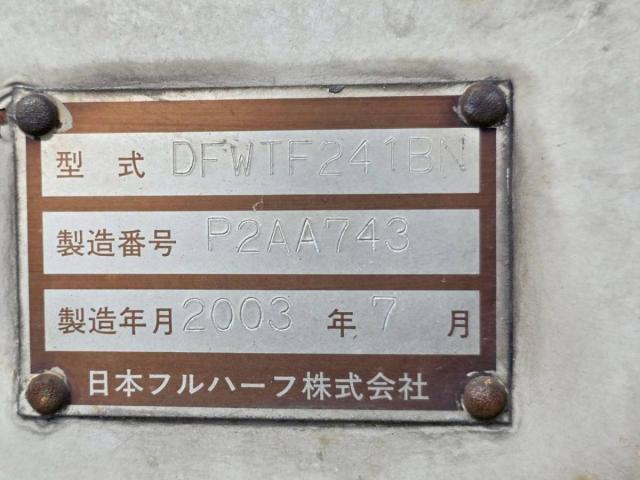 型式 DFWTF241BN
製造番号 P2AA743
製造年月 2003 年 7 月
日本フルハーフ株式会社